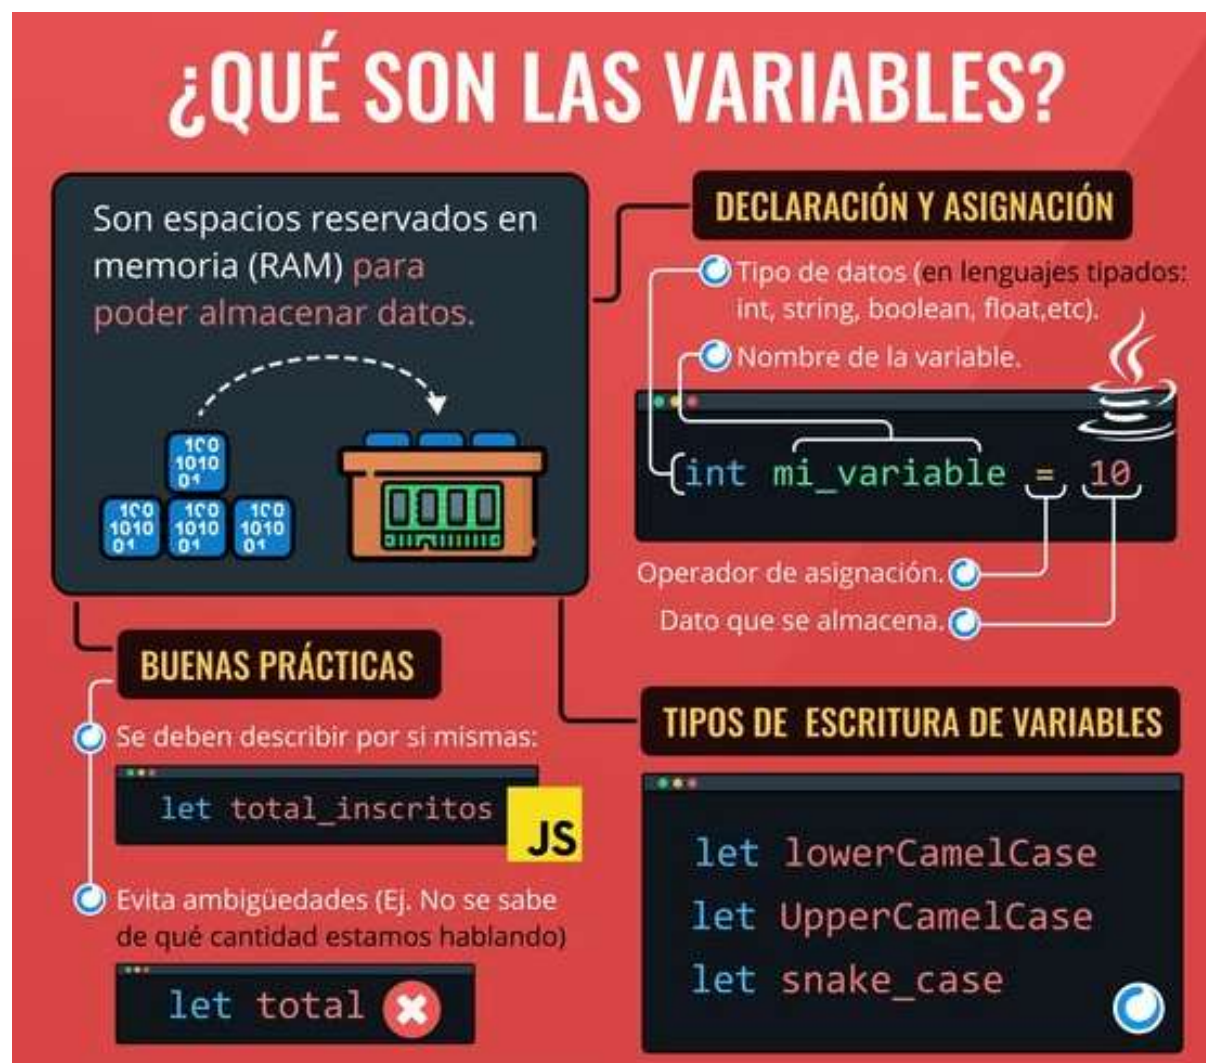 ¿QUÉ SON LAS VARIABLES?
Son espacios reservados en
memoria (RAM) para
poder almacenar datos.
100
1010
01
100
1010
01
100
1010
01
100
1010
01
DECLARACIÓN Y ASIGNACIÓN
Tipo de datos (en lenguajes tipados:
int, string, boolean, float,etc).
Nombre de la variable.
int mi_variable = 10
Operador de asignación.
Dato que se almacena.
BUENAS PRÁCTICAS
Se deben describir por si mismas:
let total_inscritos
JS
Evita ambigüedades (Ej. No se sabe
de qué cantidad estamos hablando)
let total
TIPOS DE ESCRITURA DE VARIABLES
let lowerCamelCase
let UpperCamelCase
let snake_case